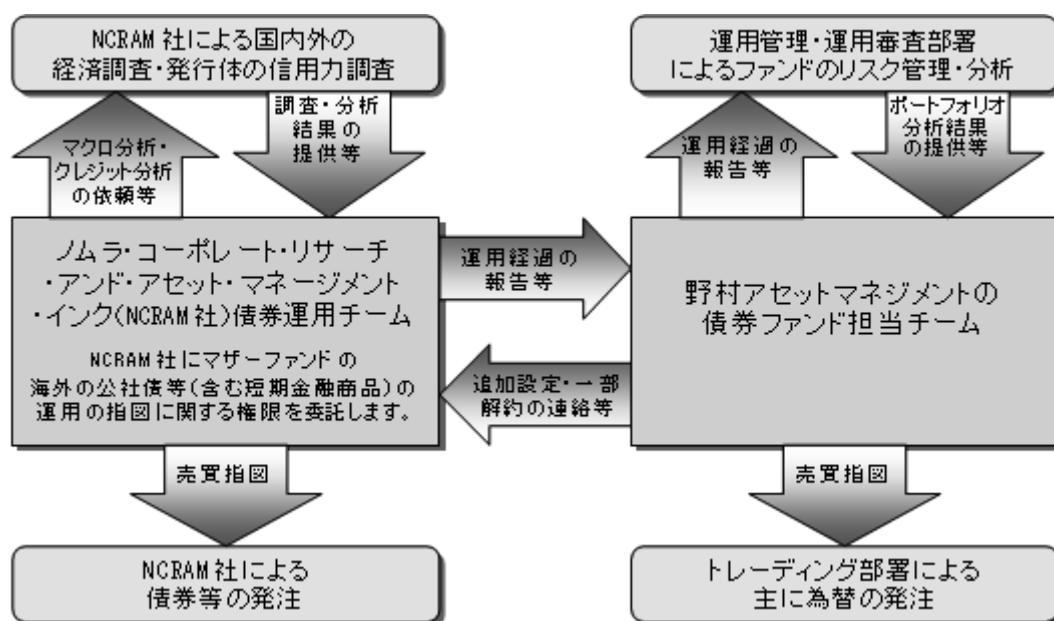 NCRAM社による国内外の
経済調査・発行体の信用力調査
運用管理・運用審査部署
によるファンドのリスク管理・分析
マクロ分析・
クレジット分析
の依頼等
調査・分析
結果の
提供等
運用経過の
報告等
ポートフォリオ
分析結果
の提供等
ノムラ・コーポレート・リサーチ
・アンド・アセット・マネージメント
・インク(NCRAM社)債券運用チーム
NCRAM社にマザーファンドの
海外の公社債等(含む短期金融商品)の
運用の指図に関する権限を委託します。
運用経過の
報告等
追加設定・一部
解約の連絡等
野村アセットマネジメントの
債券ファンド担当チーム
売買指図
売買指図
NCRAM社による
債券等の発注
トレーディング部署による
主に為替の発注